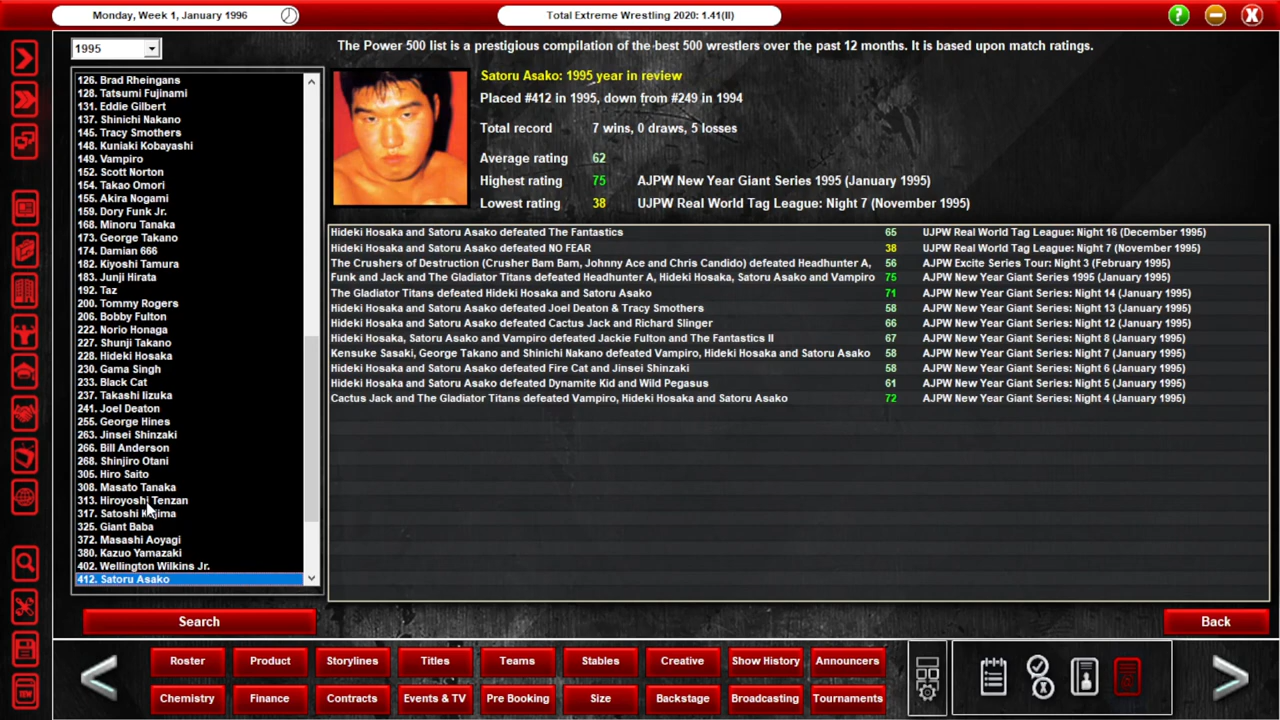 Monday, Week 1, January 1996
Total Extreme Wrestling 2020: 1.41(II)
1995
The Power 500 list is a prestigious compilation of the best 500 wrestlers over the past 12 months. It is based upon match ratings.
126. Brad Rheingans
128. Tatsumi Fujinami
131. Eddie Gilbert
137. Shinichi Nakano
145. Tracy Smothers
148. Kuniaki Kobayashi
149. Vampiro
152. Scott Norton
154. Takao Omori
155. Akira Nogami
159. Dory Funk Jr.
168. Minoru Tanaka
173. George Takano
174. Damian 666
182. Kiyoshi Tamura
183. Junji Hirata
192. Taz
200. Tommy Rogers
206. Bobby Fulton
222. Norio Honaga
227. Shunji Takano
228. Hideki Hosaka
230. Gama Singh
233. Black Cat
237. Takashi Iizuka
241. Joel Deaton
255. George Hines
263. Jinsei Shinzaki
266. Bill Anderson
268. Shinjiro Otani
305. Hiro Saito
308. Masato Tanaka
313. Hiroyoshi Tenzan
317. Satoshi Kojima
325. Giant Baba
372. Masashi Aoyagi
380. Kazuo Yamazaki
402. Wellington Wilkins Jr.
412. Satoru Asako
Search
Satoru Asako: 1995 year in review
Placed #412 in 1995, down from #249 in 1994
Total record 7 wins, 0 draws, 5 losses
Average rating 62
Highest rating 75 AJPW New Year Giant Series 1995 (January 1995)
Lowest rating 38 UJPW Real World Tag League: Night 7 (November 1995)
Hideki Hosaka and Satoru Asako defeated The Fantastics 65 UJPW Real World Tag League: Night 16 (December 1995)
Hideki Hosaka and Satoru Asako defeated NO FEAR 38 UJPW Real World Tag League: Night 7 (November 1995)
The Crushers of Destruction (Crusher Bam Bam, Johnny Ace and Chris Candido) defeated Headhunter A, 56 AJPW Excite Series Tour: Night 3 (February 1995)
Funk and Jack and The Gladiator Titans defeated Headhunter A, Hideki Hosaka, Satoru Asako and Vampiro 75 AJPW New Year Giant Series 1995 (January 1995)
The Gladiator Titans defeated Hideki Hosaka and Satoru Asako 71 AJPW New Year Giant Series: Night 14 (January 1995)
Hideki Hosaka and Satoru Asako defeated Joel Deaton & Tracy Smothers 58 AJPW New Year Giant Series: Night 13 (January 1995)
Hideki Hosaka and Satoru Asako defeated Cactus Jack and Richard Slinger 66 AJPW New Year Giant Series: Night 12 (January 1995)
Hideki Hosaka, Satoru Asako and Vampiro defeated Jackie Fulton and The Fantastics II 67 AJPW New Year Giant Series: Night 8 (January 1995)
Kensuke Sasaki, George Takano and Shinichi Nakano defeated Vampiro, Hideki Hosaka and Satoru Asako 58 AJPW New Year Giant Series: Night 7 (January 1995)
Hideki Hosaka and Satoru Asako defeated Fire Cat and Jinsei Shinzaki 58 AJPW New Year Giant Series: Night 6 (January 1995)
Hideki Hosaka and Satoru Asako defeated Dynamite Kid and Wild Pegasus 61 AJPW New Year Giant Series: Night 5 (January 1995)
Cactus Jack and The Gladiator Titans defeated Vampiro, Hideki Hosaka and Satoru Asako 72 AJPW New Year Giant Series: Night 4 (January 1995)
Back
Roster Product Storylines Titles Teams Stables Creative Show History Announcers
Chemistry Finance Contracts Events & TV Pre Booking Size Backstage Broadcasting Tournaments
TEW